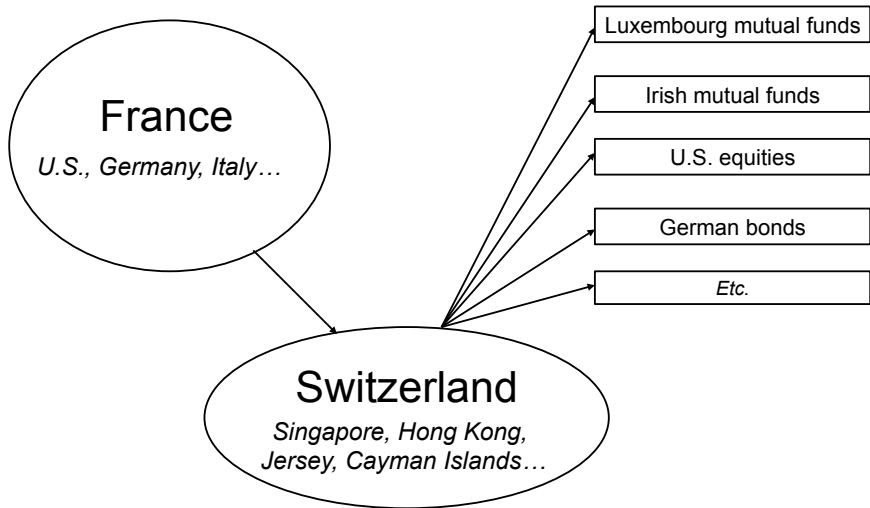 France
U.S., Germany, Italy…
Luxembourg mutual funds
Irish mutual funds
U.S. equities
German bonds
Etc.
Switzerland
Singapore, Hong Kong,
Jersey, Cayman Islands…